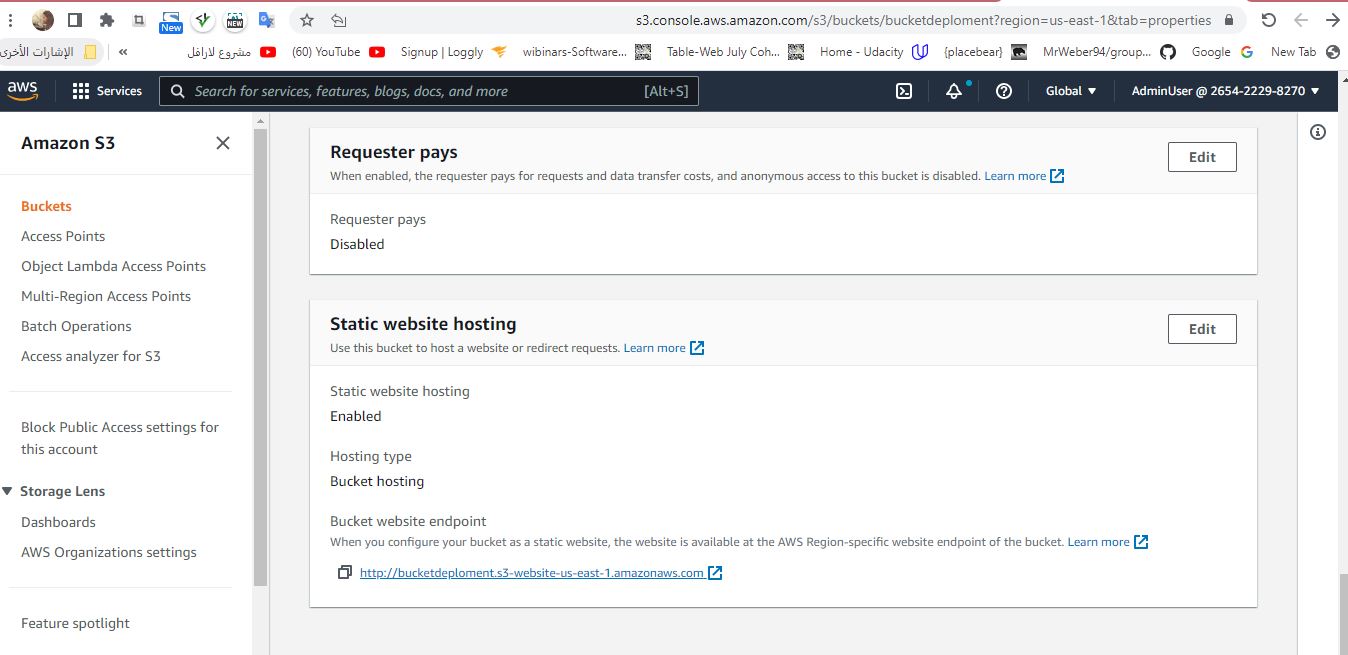 s3.console.aws.amazon.com/s3/buckets/bucketdeploment?region=us-east-1&tab=properties
New
NEW
الإشارات الأخرى
«
مشروع لارافل
(60) YouTube
Signup | Loggly
wibinars-Software...
Table-Web July Coh...
Home - Udacity
{placebear}
MrWeber94/group...
Google
New Tab
aws
Services
Search for services, features, blogs, docs, and more
[Alt+S]
Global
AdminUser @ 2654-2229-8270
Amazon S3
Buckets
Access Points
Object Lambda Access Points
Multi-Region Access Points
Batch Operations
Access analyzer for S3
Block Public Access settings for
this account
Storage Lens
Dashboards
AWS Organizations settings
Feature spotlight
Requester pays
Edit
When enabled, the requester pays for requests and data transfer costs, and anonymous access to this bucket is disabled. Learn more
Requester pays
Disabled
Static website hosting
Edit
Use this bucket to host a website or redirect requests. Learn more
Static website hosting
Enabled
Hosting type
Bucket hosting
Bucket website endpoint
When you configure your bucket as a static website, the website is available at the AWS Region-specific website endpoint of the bucket. Learn more
http://bucketdeploment.s3-website-us-east-1.amazonaws.com